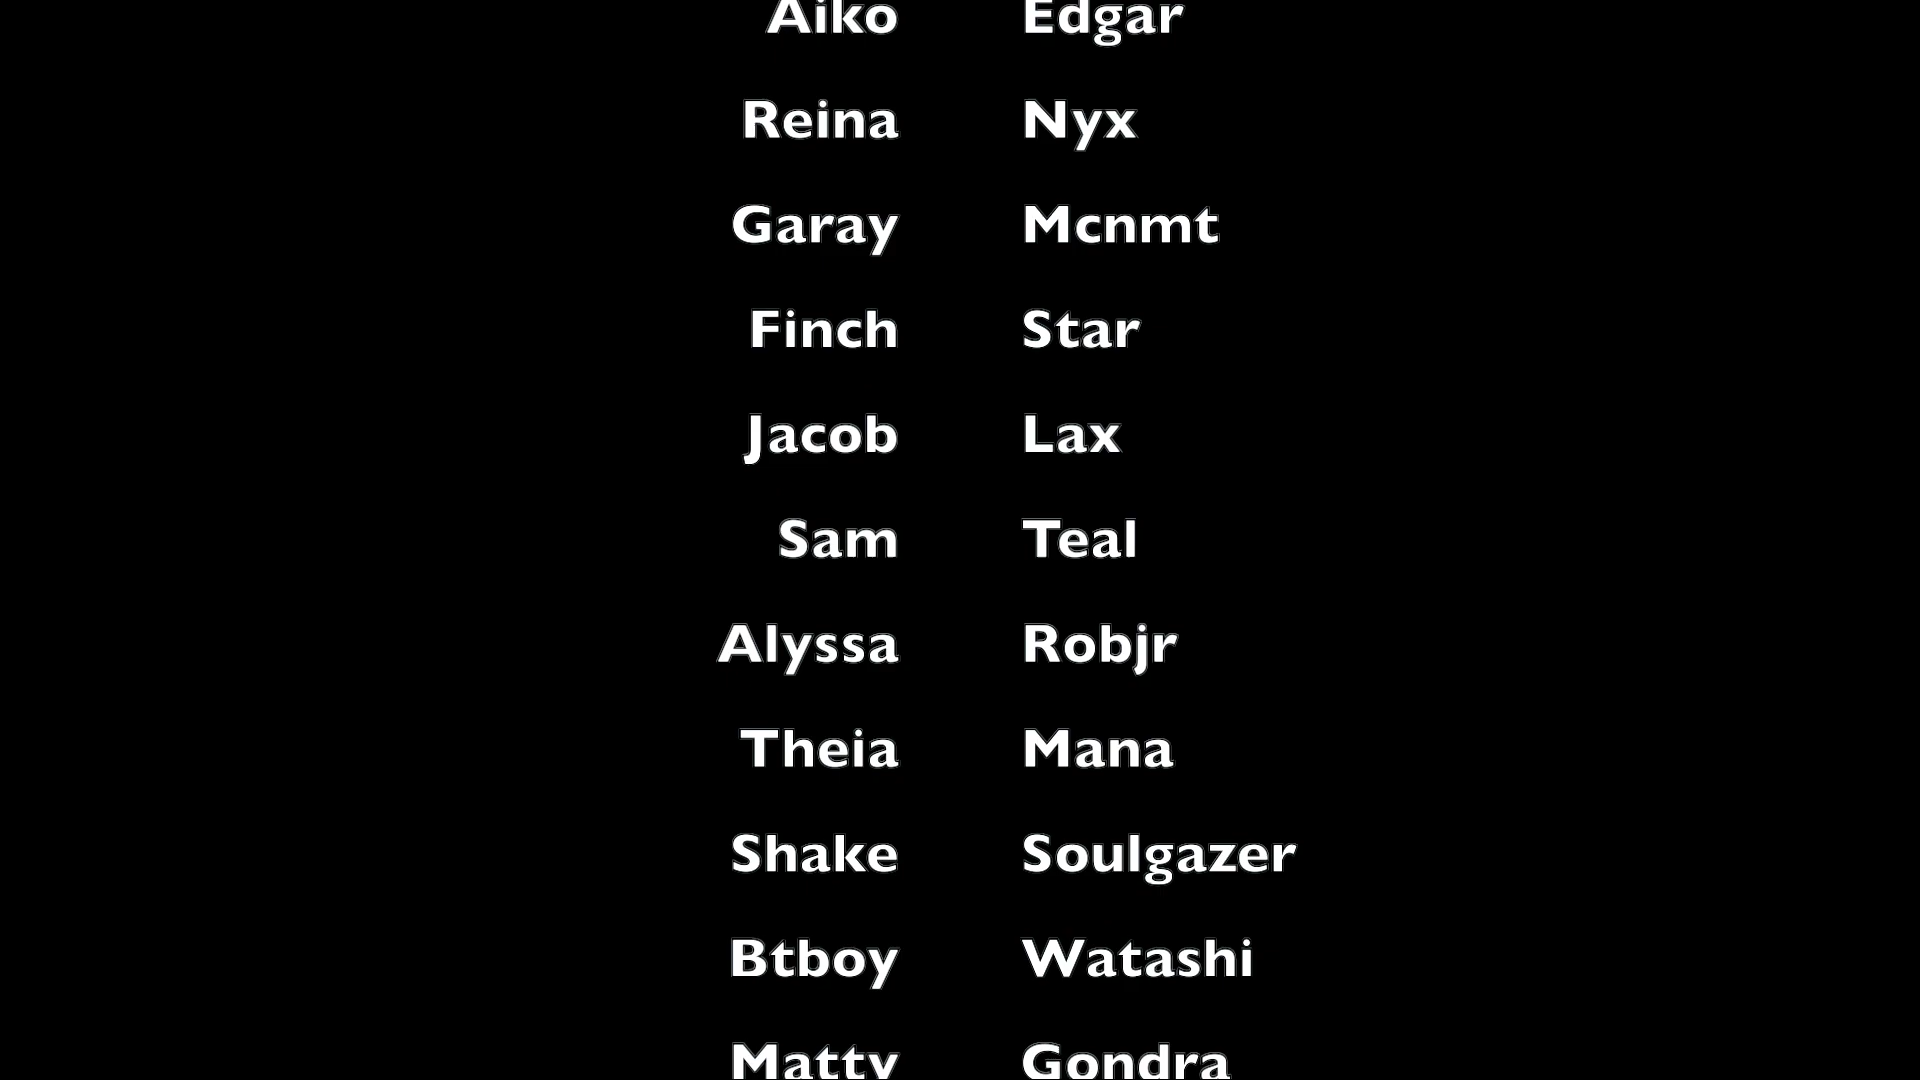 Aiko Edgar
Reina Nyx
Garay Mcnmt
Finch Star
Jacob Lax
Sam Teal
Alyssa Robjr
Theia Mana
Shake Soulgazer
Btboy Watashi
Matty Gondra